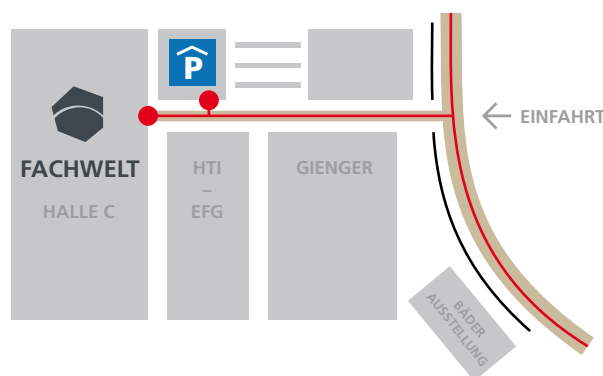 P
EINFAHRT
FACHWELT
HALLE C
HTI
–
EFG
GIENGER
BÄDER
AUSSTELLUNG